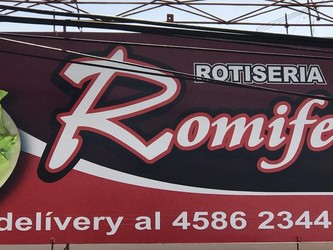 ROTISERIA
Romife
delívery al 4586 2344